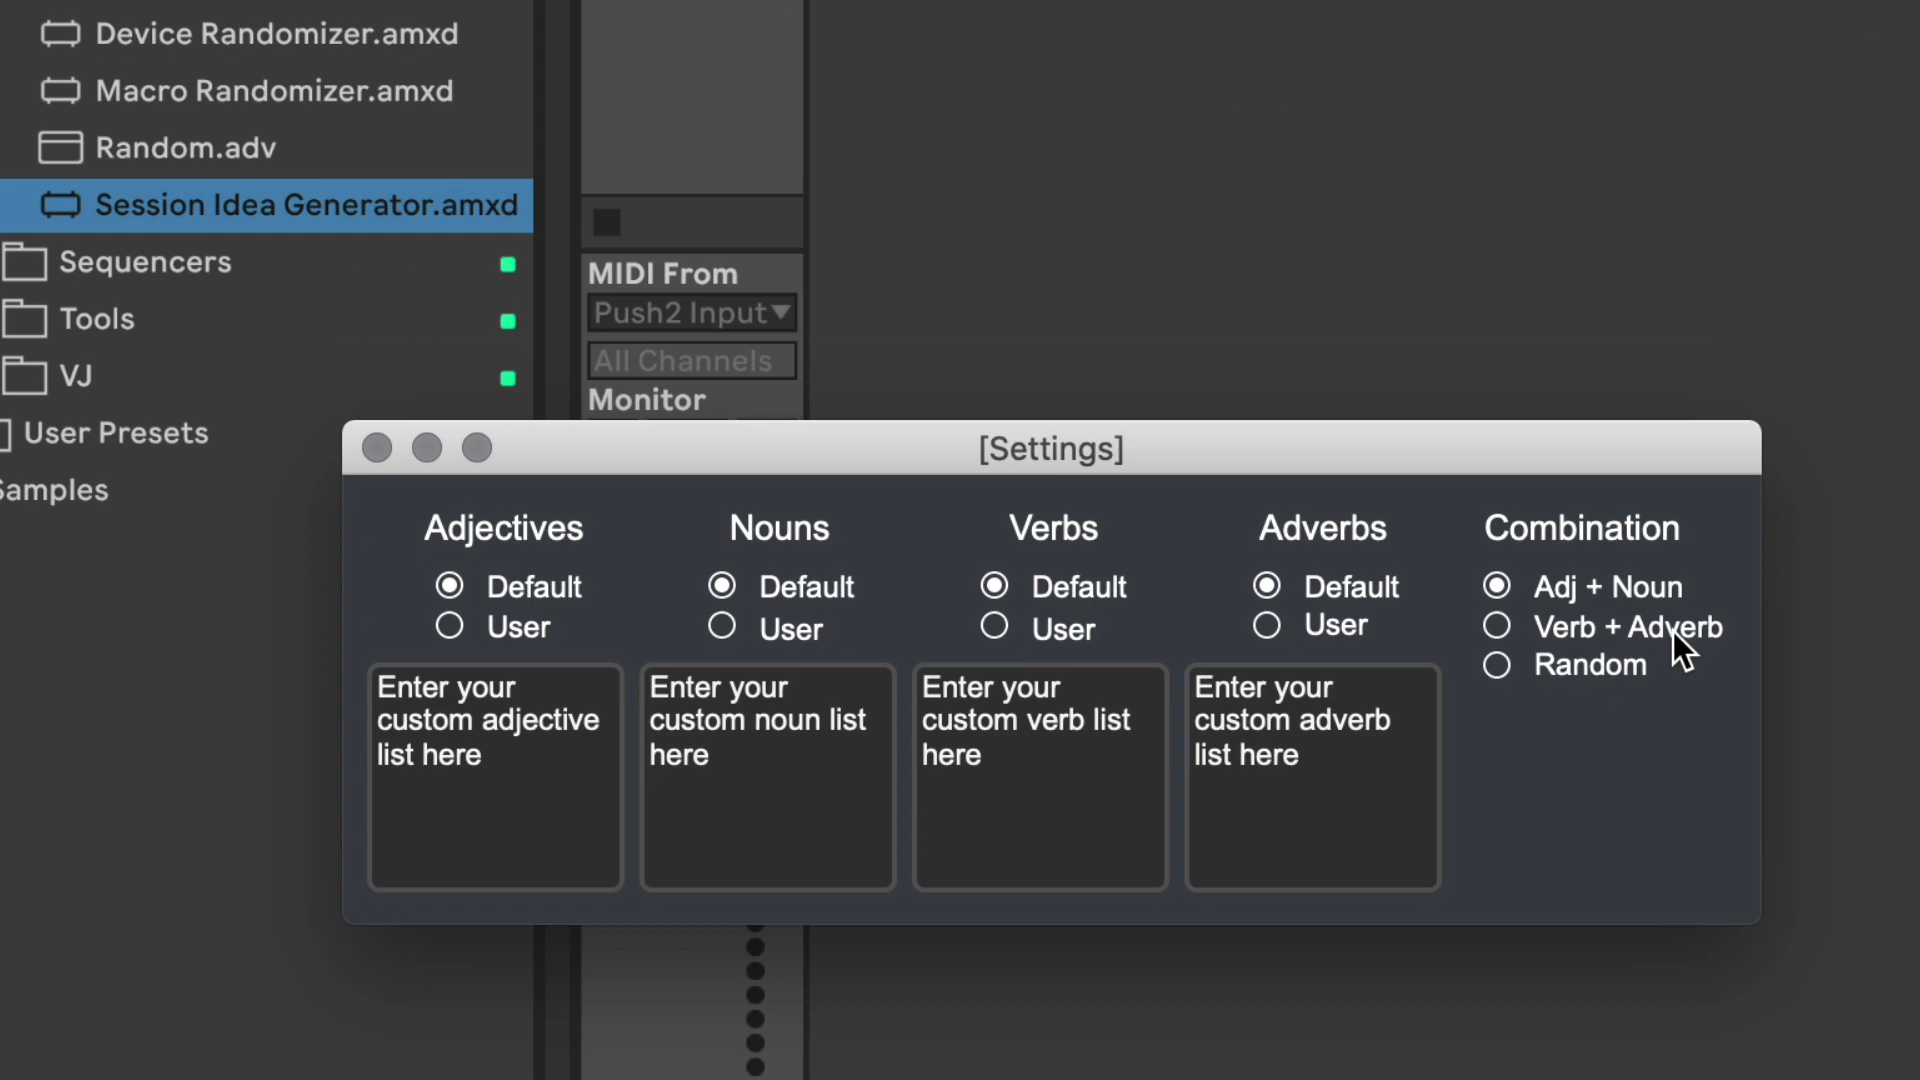 Device Randomizer.amxd
Macro Randomizer.amxd
Random.adv
Session Idea Generator.amxd
Sequencers
Tools
VJ
User Presets
Samples
MIDI From
Push2 Input
All Channels
Monitor
[Settings]
Adjectives
Default
User
Enter your
custom adjective
list here
Nouns
Default
User
Enter your
custom noun list
here
Verbs
Default
User
Enter your
custom verb list
here
Adverbs
Default
User
Enter your
custom adverb
list here
Combination
Adj + Noun
Verb + Adverb
Random